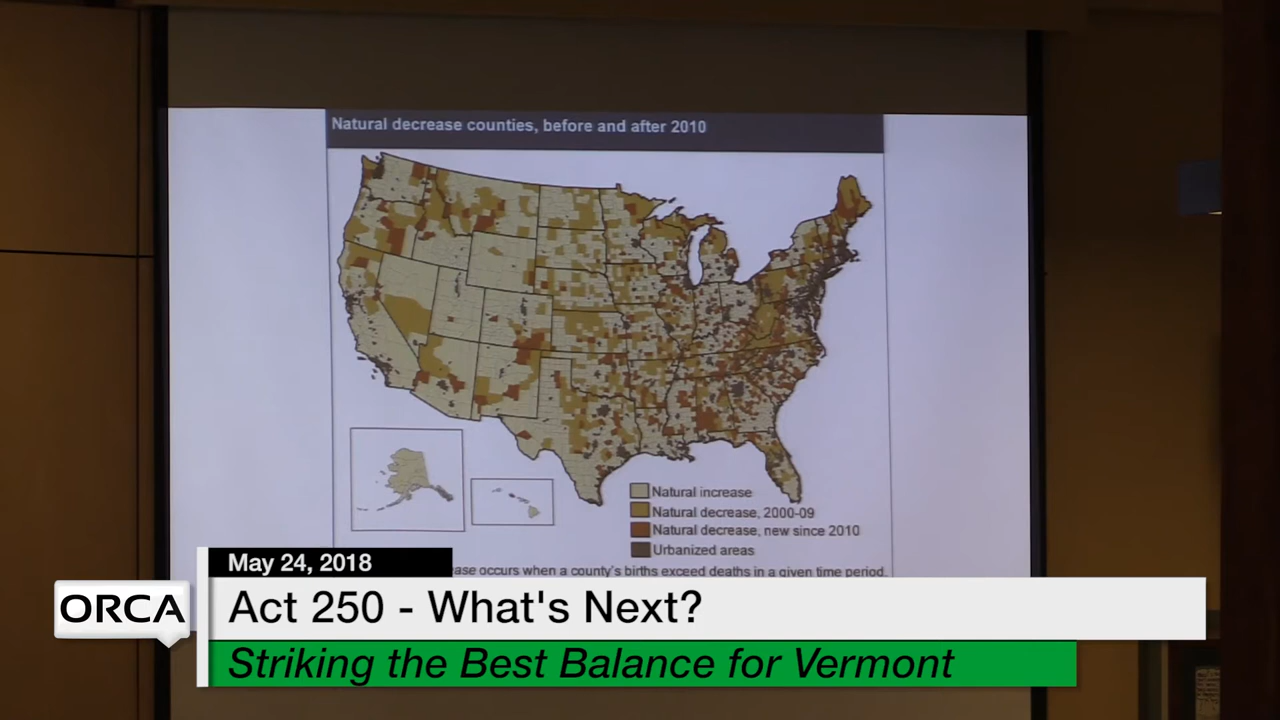 Natural decrease counties, before and after 2010
Natural increase
Natural decrease, 2000-09
Natural decrease, new since 2010
Urbanized areas
ease occurs when a county's births exceed deaths in a given time period.
May 24, 2018
ORCA
Act 250 - What's Next?
Striking the Best Balance for Vermont